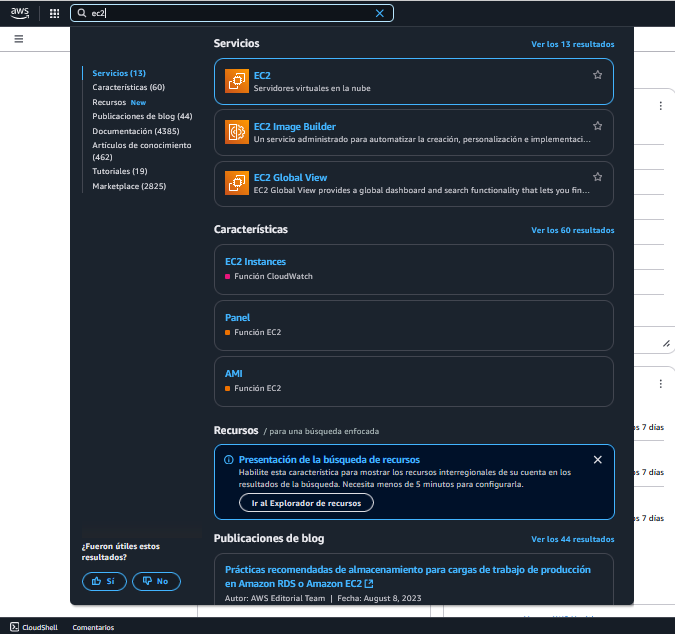 aws
ec2
Servicios (13)
Características (60)
Recursos New
Publicaciones de blog (44)
Documentación (4385)
Artículos de conocimiento
(462)
Tutoriales (19)
Marketplace (2825)
¿Fueron útiles estos
resultados?
Sí
No
Servicios
Ver los 13 resultados
EC2
Servidores virtuales en la nube
EC2 Image Builder
Un servicio administrado para automatizar la creación, personalización e implementaci...
EC2 Global View
EC2 Global View provides a global dashboard and search functionality that lets you fin...
Características
Ver los 60 resultados
EC2 Instances
Función CloudWatch
Panel
Función EC2
AMI
Función EC2
Recursos / para una búsqueda enfocada
Presentación de la búsqueda de recursos
Habilite esta característica para mostrar los recursos interregionales de su cuenta en los
resultados de la búsqueda. Necesita menos de 5 minutos para configurarla.
Ir al Explorador de recursos
Publicaciones de blog
Ver los 44 resultados
Prácticas recomendadas de almacenamiento para cargas de trabajo de producción
en Amazon RDS o Amazon EC2
Autor: AWS Editorial Team | Fecha: August 8, 2023
7 días
7 días
7 días
CloudShell
Comentarios